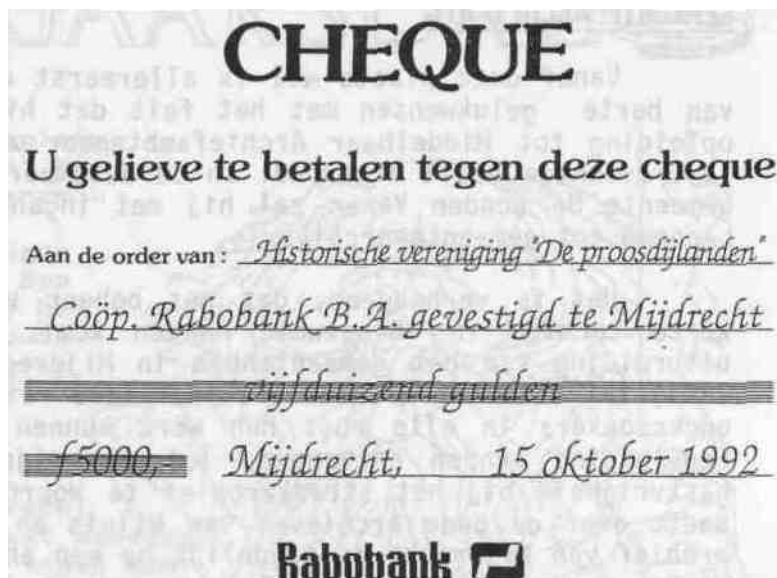 CHEQUE
U gelieve te betalen tegen deze cheque
Aan de order van: Historische vereniging "De proosdijlanden"
Coöp. Rabobank B.A. gevestigd te Mijdrecht
vijfduizend gulden
f 5000,- Mijdrecht, 15 oktober 1992
Rabobank